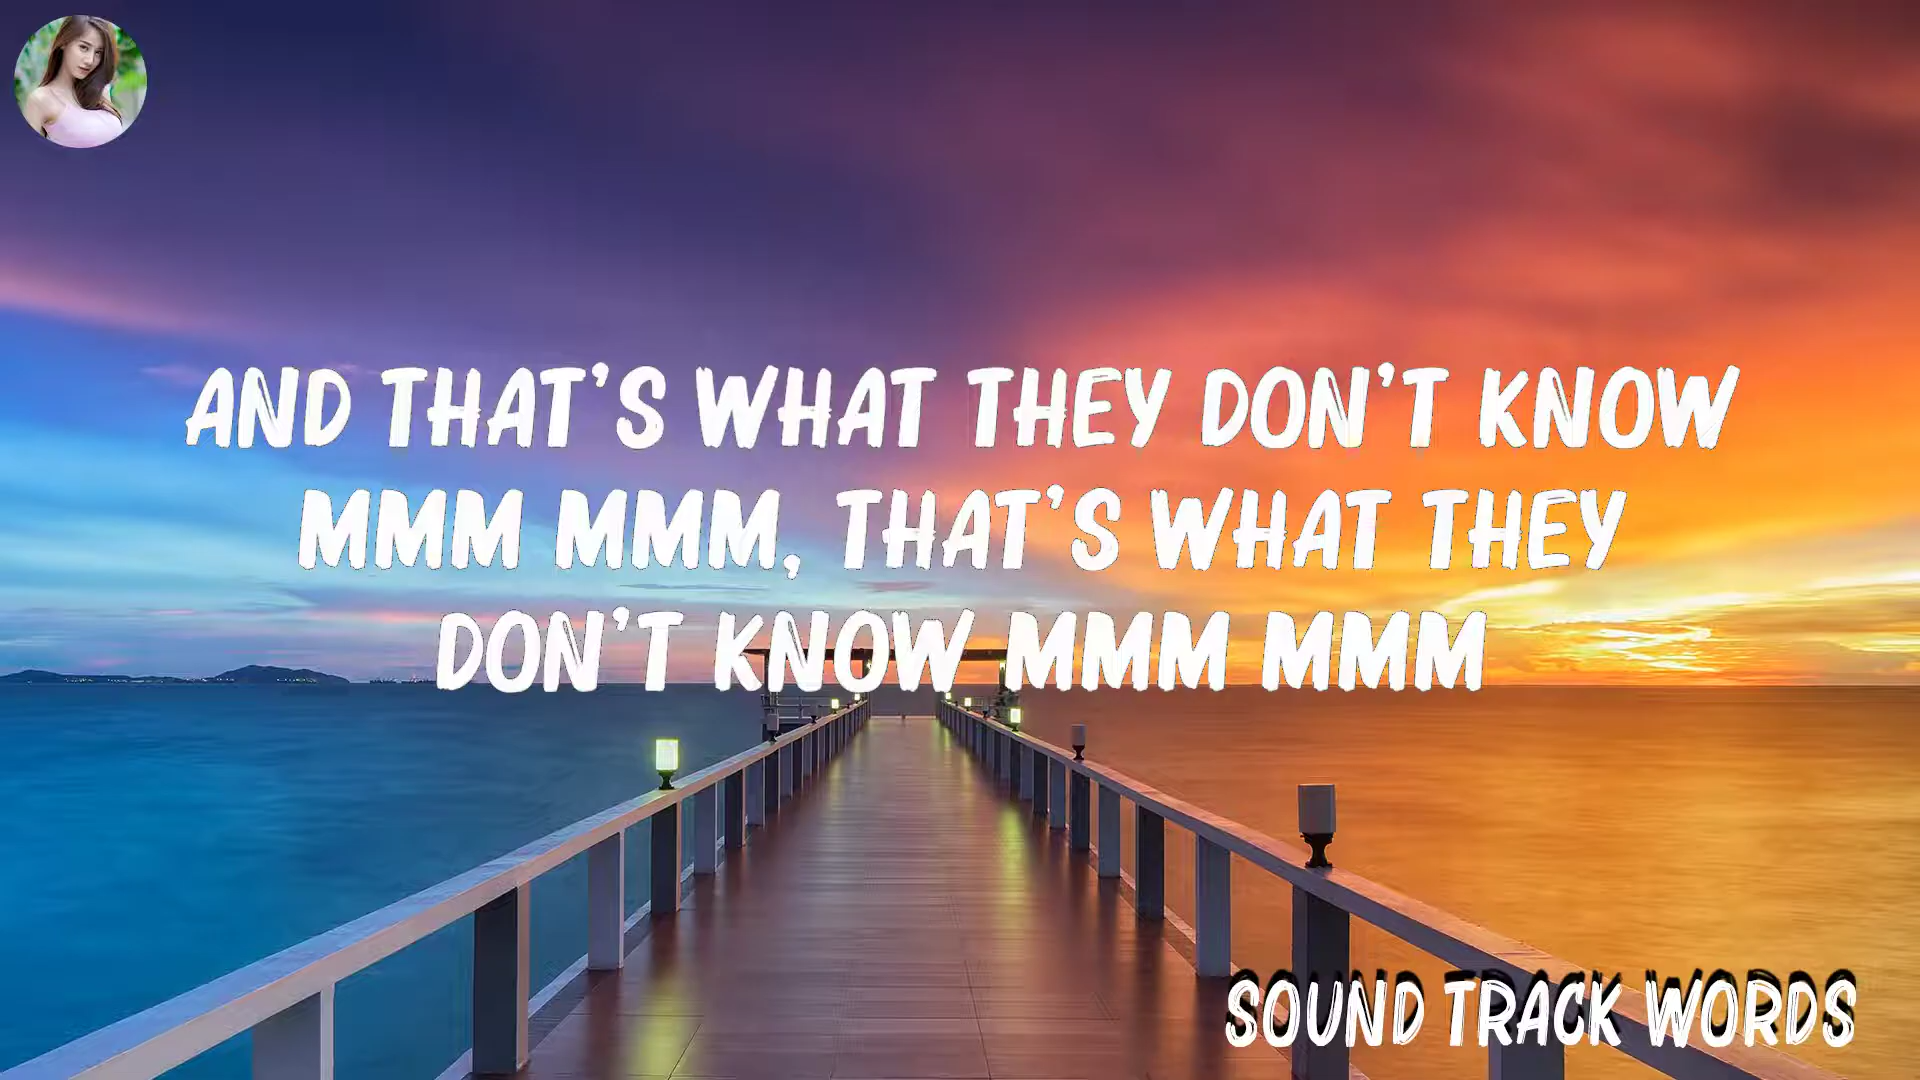 AND THAT'S WHAT THEY DON'T KNOW
MMM MMM, THAT'S WHAT THEY
DON'T KNOW MMM MMM
SOUND TRACK WORDS